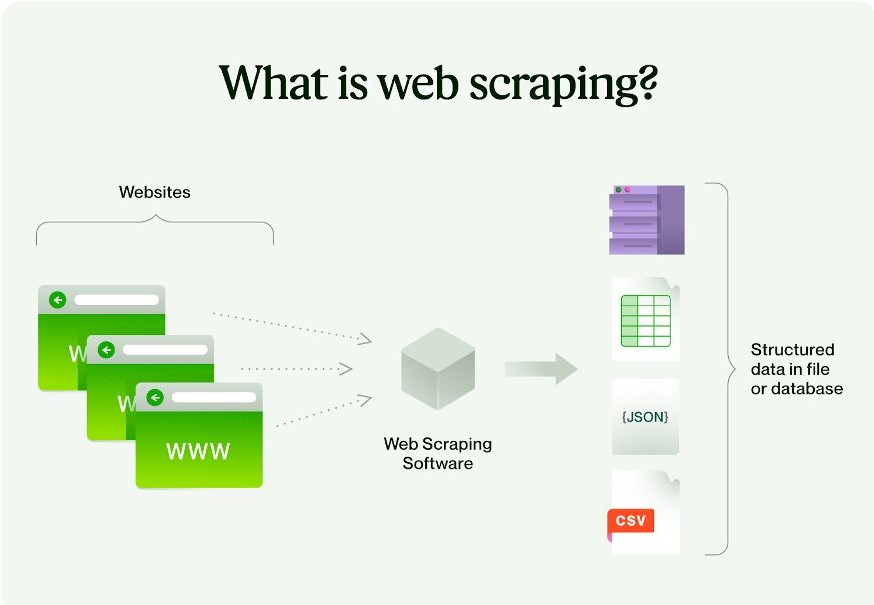 What is web scraping?
Websites
W
W
WWW
Web Scraping
Software
{JSON}
CSV
Structured
data in file
or database